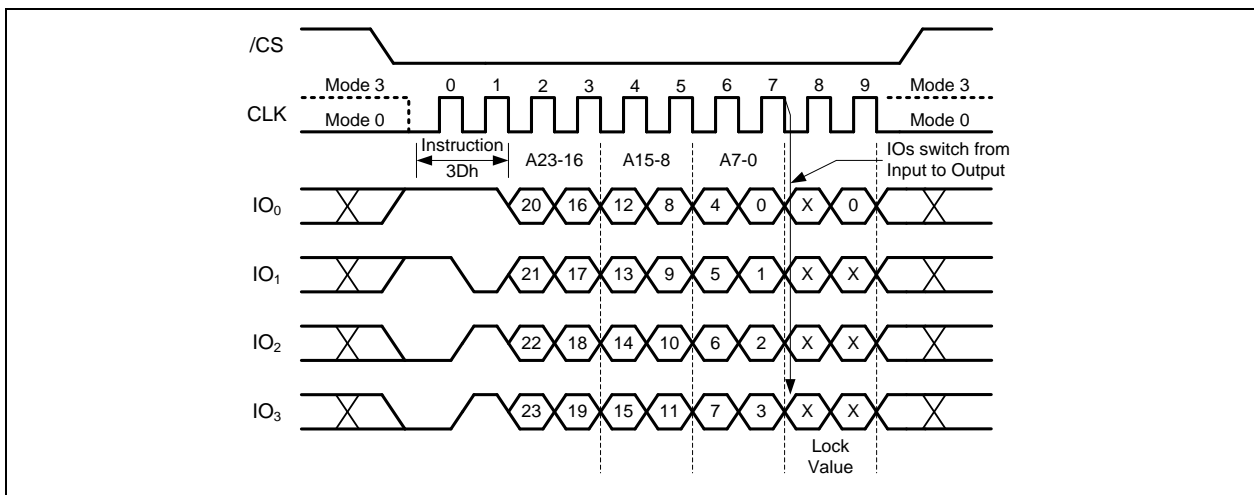 /CS
Mode 3 0 1 2 3 4 5 6 7 8 9 Mode 3
CLK
Mode 0 Mode 0
Instruction A23-16 A15-8 A7-0 IOs switch from
3Dh Input to Output
IO0 20 16 12 8 4 0 X 0
IO1 21 17 13 9 5 1 X X
IO2 22 18 14 10 6 2 X X
IO3 23 19 15 11 7 3 X X
Lock
Value